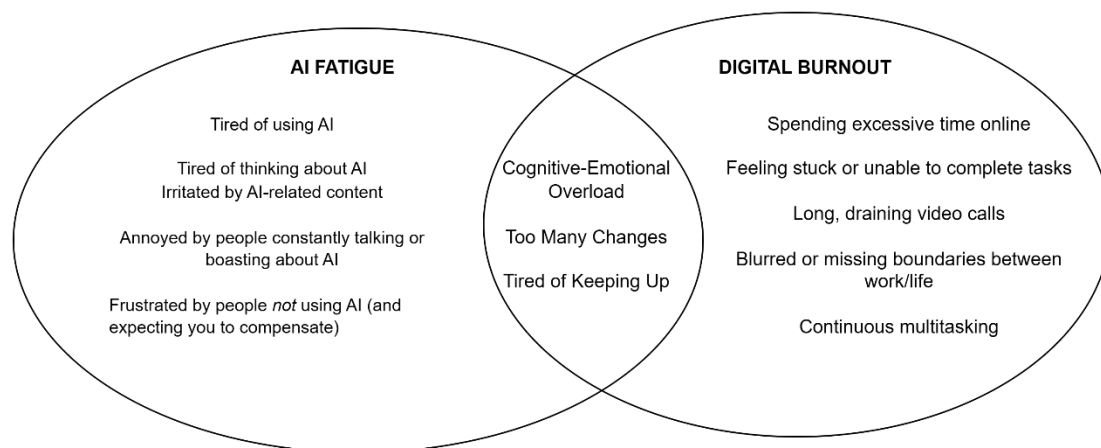 AI FATIGUE
Tired of using AI
Tired of thinking about AI
Irritated by AI-related content
Annoyed by people constantly talking or
boasting about AI
Frustrated by people not using AI (and
expecting you to compensate)
Cognitive-Emotional
Overload
Too Many Changes
Tired of Keeping Up
DIGITAL BURNOUT
Spending excessive time online
Feeling stuck or unable to complete tasks
Long, draining video calls
Blurred or missing boundaries between
work/life
Continuous multitasking